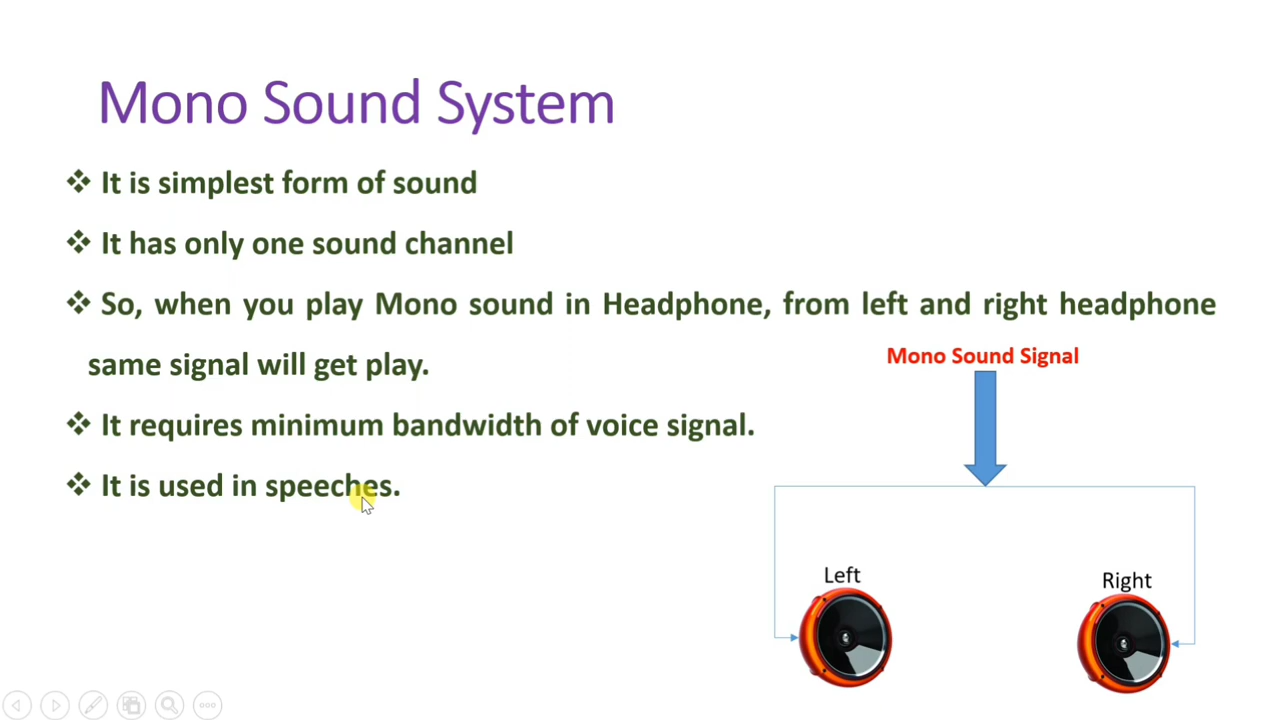 Mono Sound System
❖ It is simplest form of sound
❖ It has only one sound channel
❖ So, when you play Mono sound in Headphone, from left and right headphone
same signal will get play.
Mono Sound Signal
❖ It requires minimum bandwidth of voice signal.
❖ It is used in speeches.
Left
Right